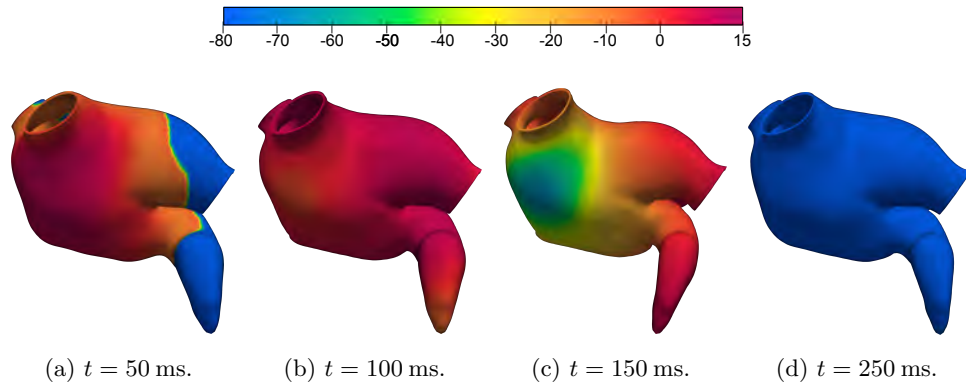 -80 -70 -60 -50 -40 -30 -20 -10 0 15
(a) t = 50 ms. (b) t = 100 ms. (c) t = 150 ms. (d) t = 250 ms.